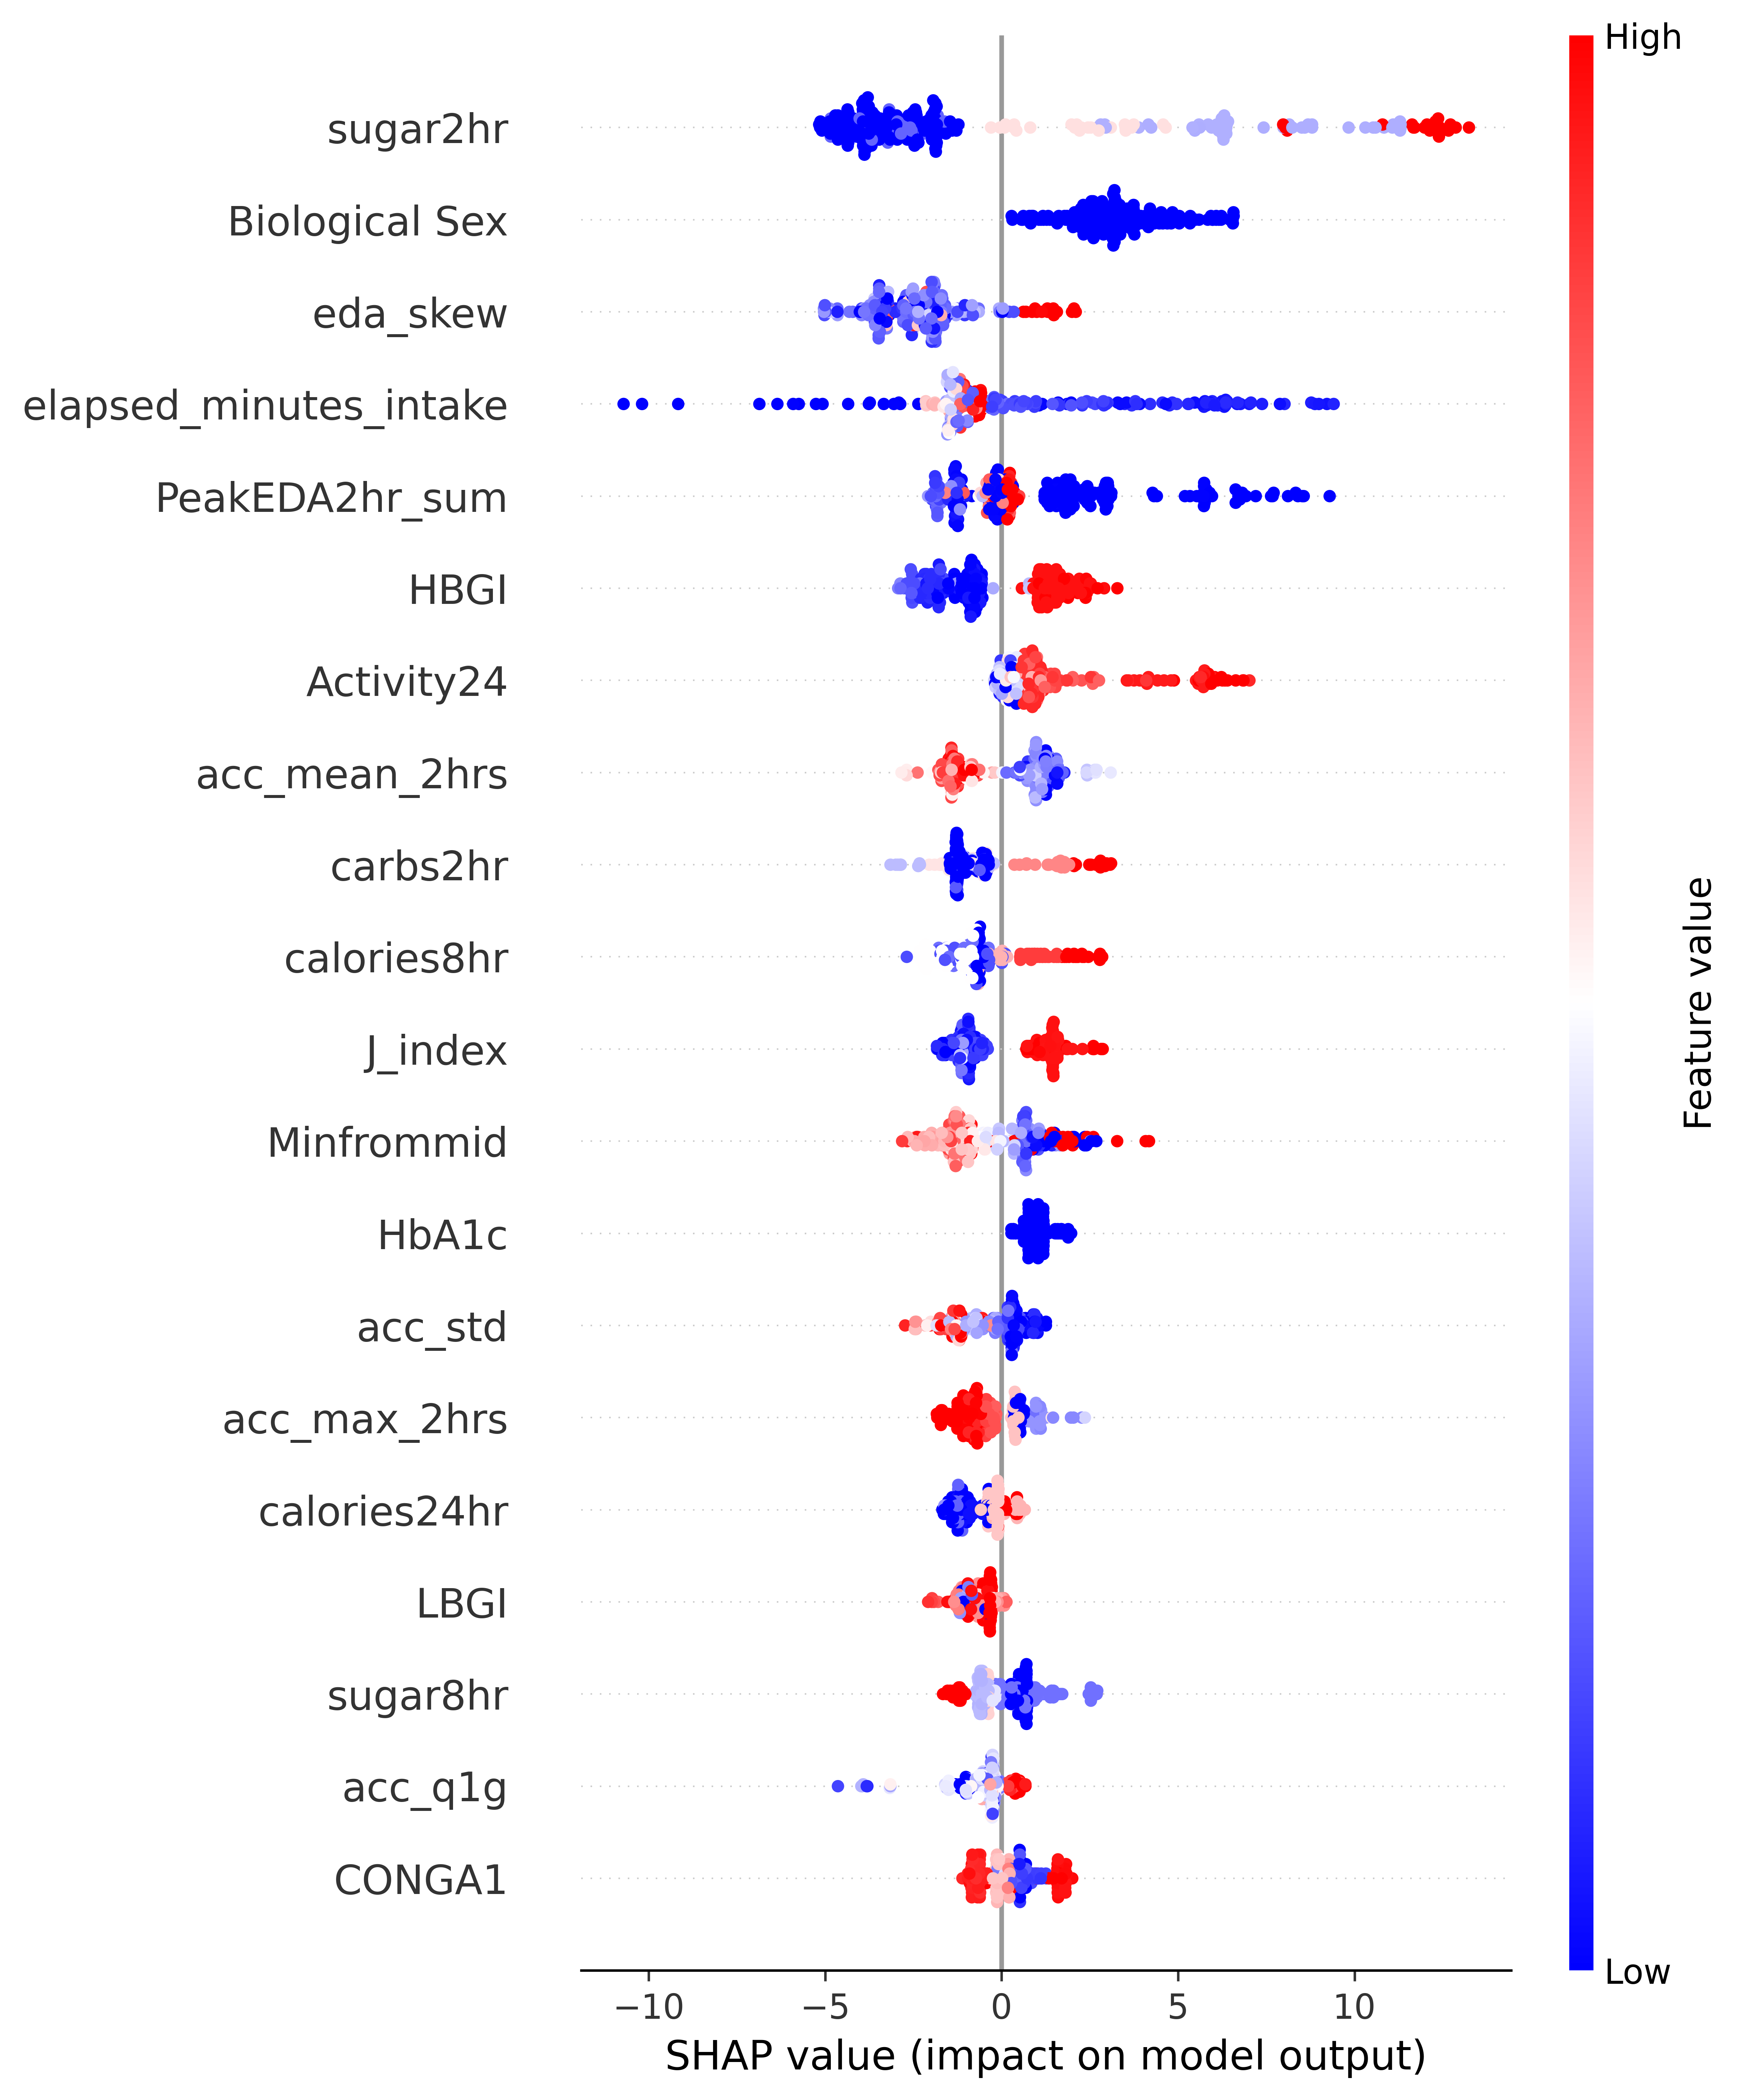 High
sugar2hr
Biological Sex
eda_skew
elapsed_minutes_intake
PeakEDA2hr_sum
HBGI
Activity24
acc_mean_2hrs
carbs2hr
calories8hr
J_index
Minfrommid
HbA1c
acc_std
acc_max_2hrs
calories24hr
LBGI
sugar8hr
acc_q1g
CONGA1
Feature value
Low
−10 −5 0 5 10
SHAP value (impact on model output)